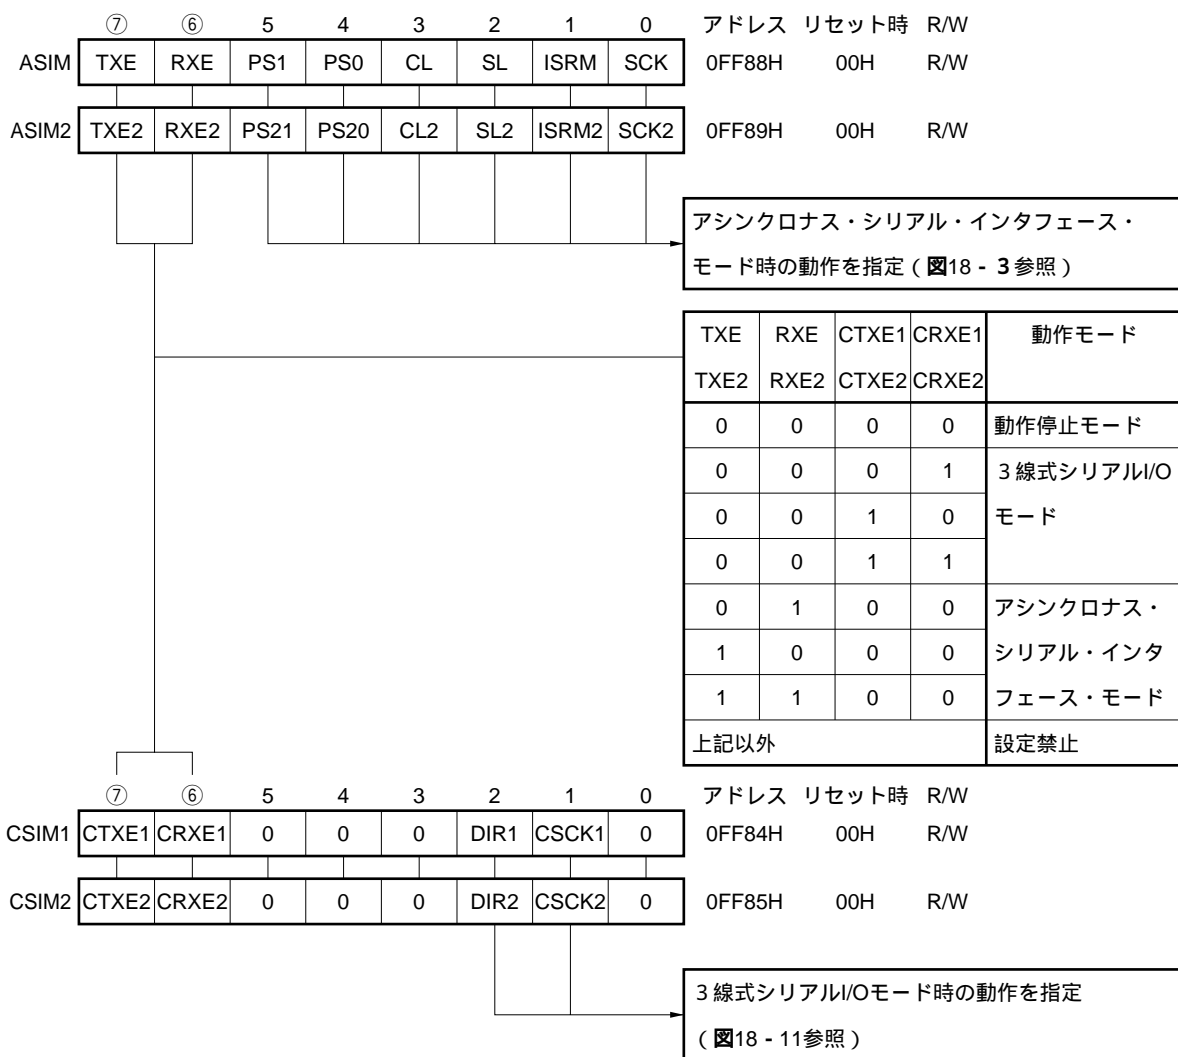 ⑦ ⑥ 5 4 3 2 1 0 アドレス リセット時 R/W
ASIM TXE RXE PS1 PS0 CL SL ISRM SCK 0FF88H 00H R/W
ASIM2 TXE2 RXE2 PS21 PS20 CL2 SL2 ISRM2 SCK2 0FF89H 00H R/W
アシンクロナス・シリアル・インタフェース・
モード時の動作を指定(図18-3参照)
TXE RXE CTXE1 CRXE1 動作モード
TXE2 RXE2 CTXE2 CRXE2
0 0 0 0 動作停止モード
0 0 0 1 3線式シリアルI/O
0 0 1 0 モード
0 0 1 1
0 1 0 0 アシンクロナス・
1 0 0 0 シリアル・インタ
1 1 0 0 フェース・モード
上記以外 設定禁止
⑦ ⑥ 5 4 3 2 1 0 アドレス リセット時 R/W
CSIM1 CTXE1 CRXE1 0 0 0 DIR1 CSCK1 0 0FF84H 00H R/W
CSIM2 CTXE2 CRXE2 0 0 0 DIR2 CSCK2 0 0FF85H 00H R/W
3線式シリアルI/Oモード時の動作を指定
(図18-11参照)